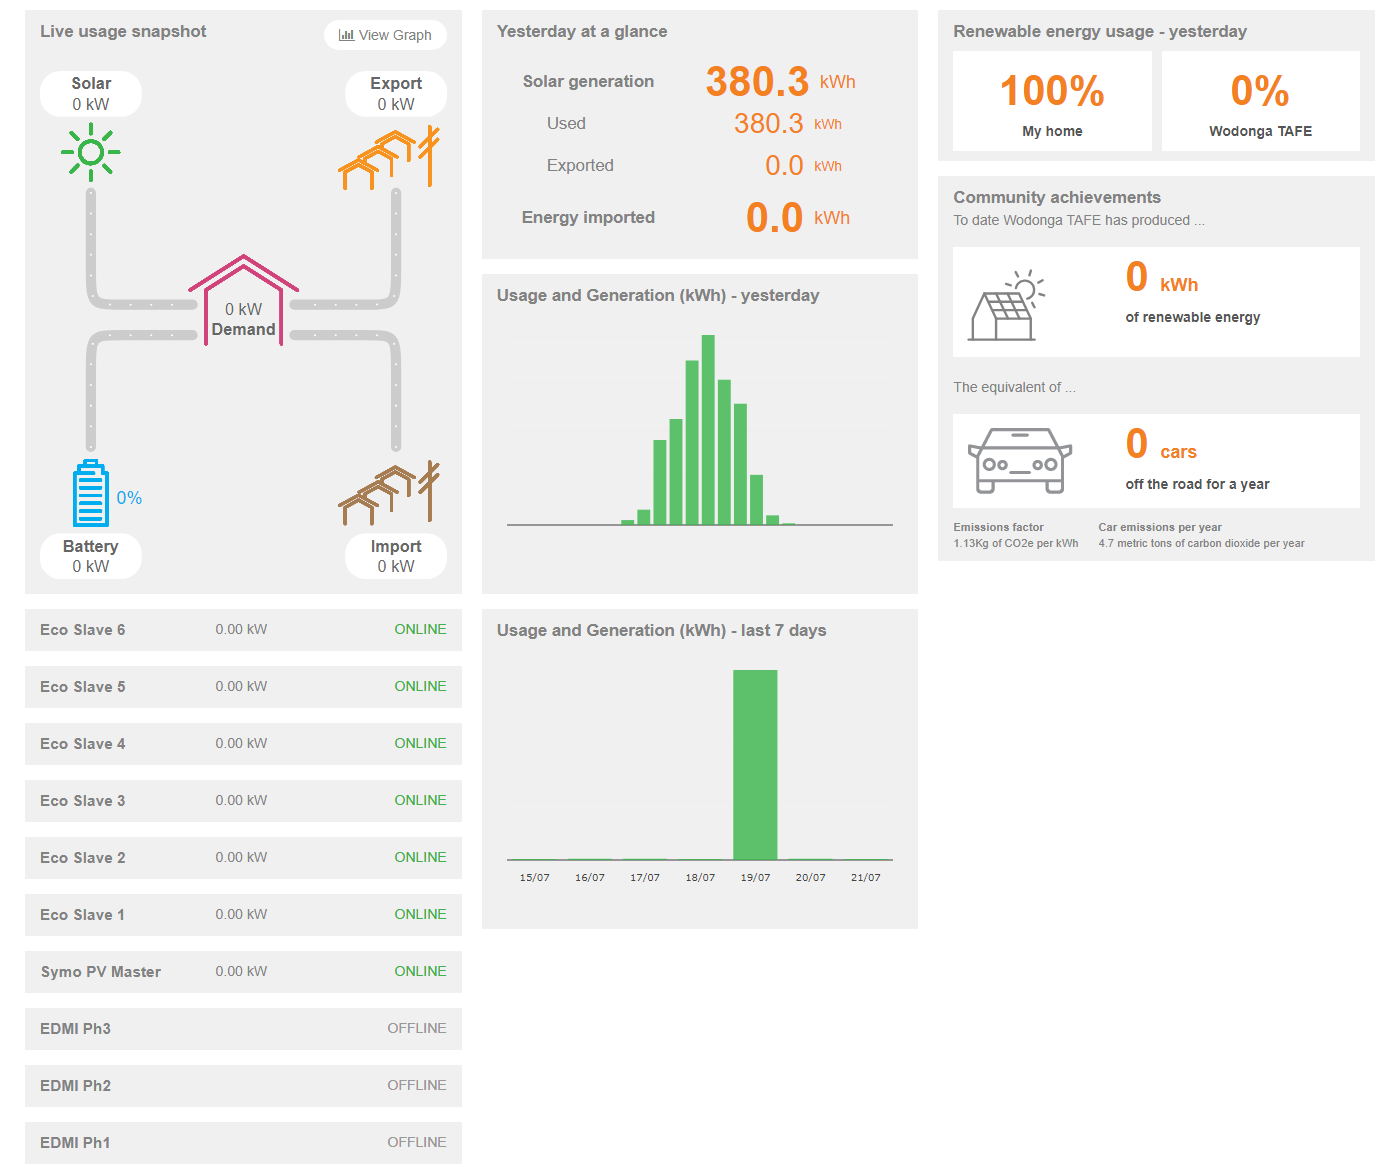 Live usage snapshot
View Graph
Solar
0 kW
Export
0 kW
0 kW
Demand
0%
Battery
0 kW
Import
0 kW
Eco Slave 6 0.00 kW ONLINE
Eco Slave 5 0.00 kW ONLINE
Eco Slave 4 0.00 kW ONLINE
Eco Slave 3 0.00 kW ONLINE
Eco Slave 2 0.00 kW ONLINE
Eco Slave 1 0.00 kW ONLINE
Symo PV Master 0.00 kW ONLINE
EDMI Ph3 OFFLINE
EDMI Ph2 OFFLINE
EDMI Ph1 OFFLINE
Yesterday at a glance
Solar generation 380.3 kWh
Used 380.3 kWh
Exported 0.0 kWh
Energy imported 0.0 kWh
Usage and Generation (kWh) - yesterday
Usage and Generation (kWh) - last 7 days
15/07 16/07 17/07 18/07 19/07 20/07 21/07
Renewable energy usage - yesterday
100%
My home
0%
Wodonga TAFE
Community achievements
To date Wodonga TAFE has produced ...
0 kWh
of renewable energy
The equivalent of ...
0 cars
off the road for a year
Emissions factor
1.13Kg of CO2e per kWh
Car emissions per year
4.7 metric tons of carbon dioxide per year